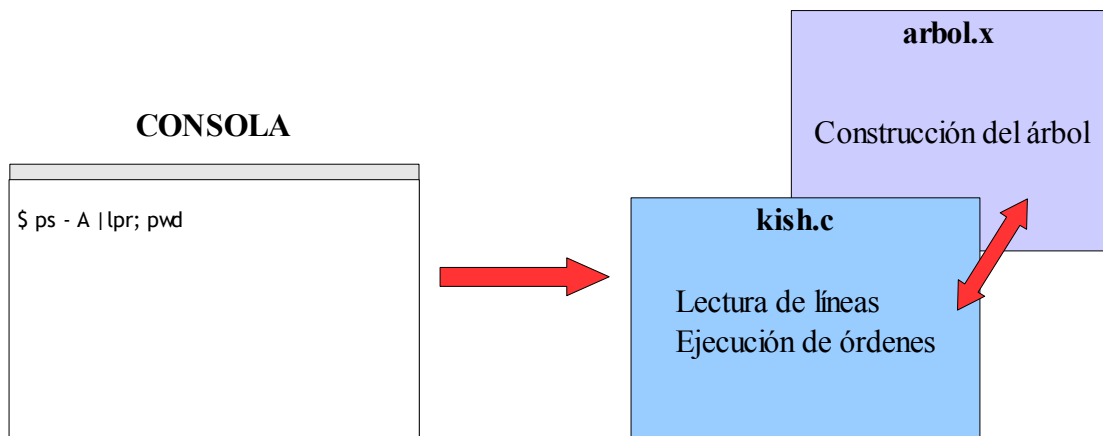 CONSOLA
$ ps - A |lpr; pwd
arbol.x
Construcción del árbol
kish.c
Lectura de líneas
Ejecución de órdenes